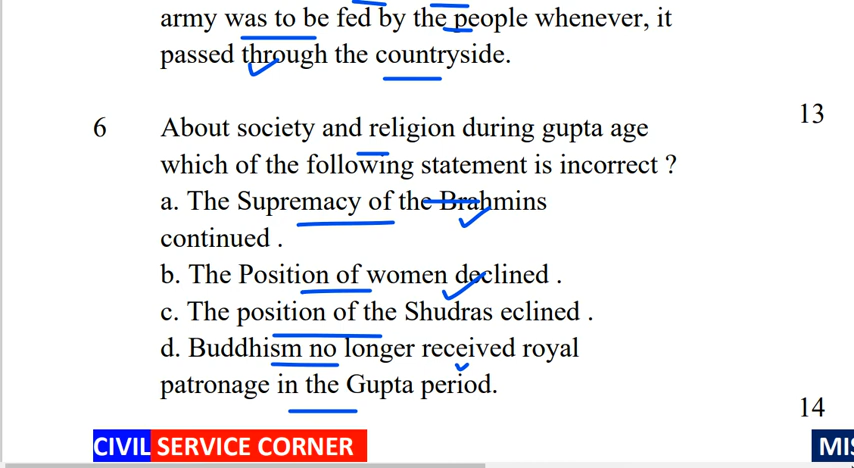 army was to be fed by the people whenever, it
passed through the countryside.
13
6 About society and religion during gupta age
which of the following statement is incorrect ?
a. The Supremacy of the Brahmins
continued .
b. The Position of women declined .
c. The position of the Shudras eclined .
d. Buddhism no longer received royal
patronage in the Gupta period.
14
CIVIL SERVICE CORNER
MIS